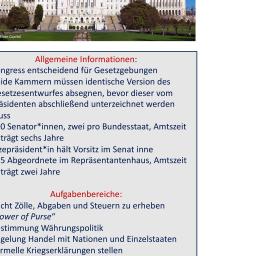 Allgemeine Informationen:
ngress entscheidend für Gesetzgebungen
ide Kammern müssen identische Version des
esetzesentwurfes absegnen, bevor dieser vom
äsidenten abschließend unterzeichnet werden
uss
0 Senator*innen, zwei pro Bundesstaat, Amtszeit
trägt sechs Jahre
zepräsident*in hält Vorsitz im Senat inne
5 Abgeordnete im Repräsentantenhaus, Amtszeit
trägt zwei Jahre
Aufgabenbereiche:
cht Zölle, Abgaben und Steuern zu erheben
ower of Purse"
stimmung Währungspolitik
gelung Handel mit Nationen und Einzelstaaten
rmelle Kriegserklärungen stellen